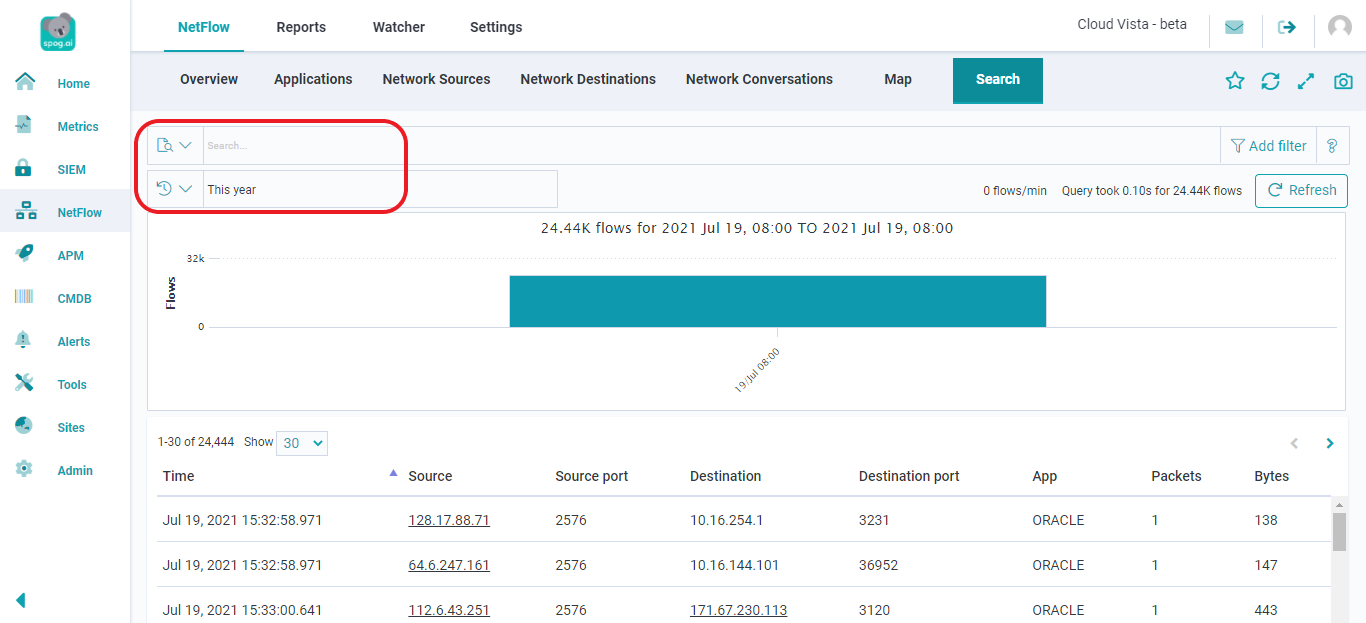 spog.ai
NetFlow Reports Watcher Settings Cloud Vista - beta
Overview Applications Network Sources Network Destinations Network Conversations Map Search
Home
Metrics
SIEM
NetFlow
APM
CMDB
Alerts
Tools
Sites
Admin
Search... Add filter ?
This year 0 flows/min Query took 0.10s for 24.44K flows Refresh
24.44K flows for 2021 Jul 19, 08:00 TO 2021 Jul 19, 08:00
32k
Flows
0
19/Jul 08:00
1-30 of 24,444 Show 30
Time Source Source port Destination Destination port App Packets Bytes
Jul 19, 2021 15:32:58.971 128.17.88.71 2576 10.16.254.1 3231 ORACLE 1 138
Jul 19, 2021 15:32:58.971 64.6.247.161 2576 10.16.144.101 36952 ORACLE 1 147
Jul 19, 2021 15:33:00.641 112.6.43.251 2576 171.67.230.113 3120 ORACLE 1 443